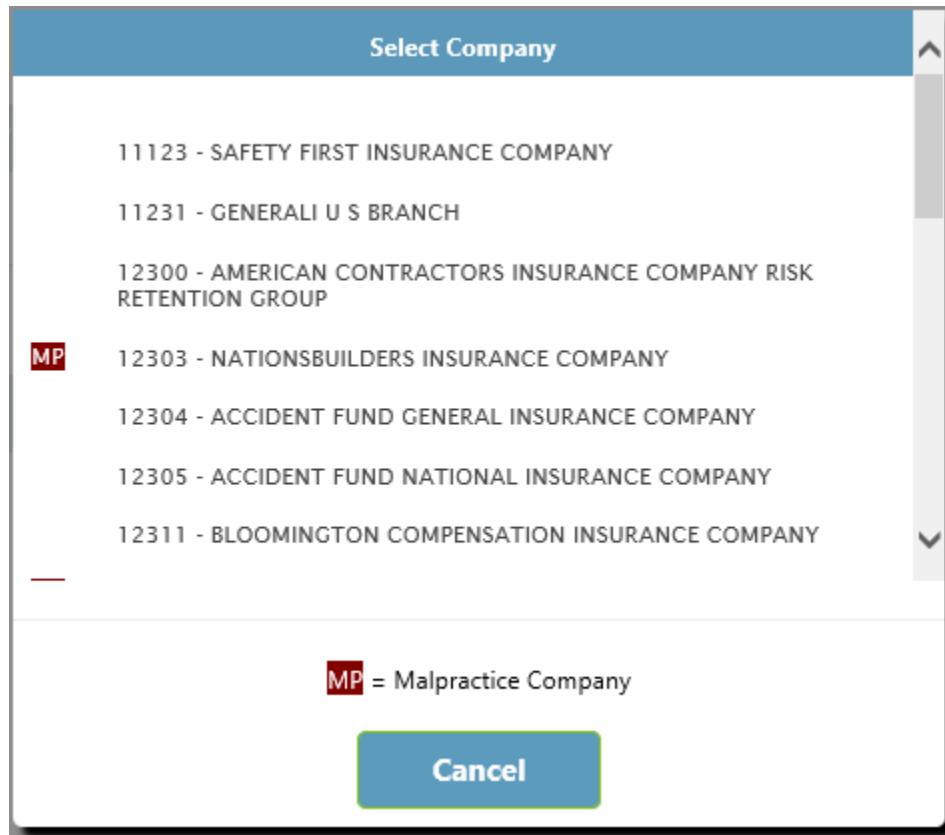 Select Company
11123 - SAFETY FIRST INSURANCE COMPANY
11231 - GENERALI U S BRANCH
12300 - AMERICAN CONTRACTORS INSURANCE COMPANY RISK
RETENTION GROUP
MP 12303 - NATIONSBUILDERS INSURANCE COMPANY
12304 - ACCIDENT FUND GENERAL INSURANCE COMPANY
12305 - ACCIDENT FUND NATIONAL INSURANCE COMPANY
12311 - BLOOMINGTON COMPENSATION INSURANCE COMPANY
MP = Malpractice Company
Cancel